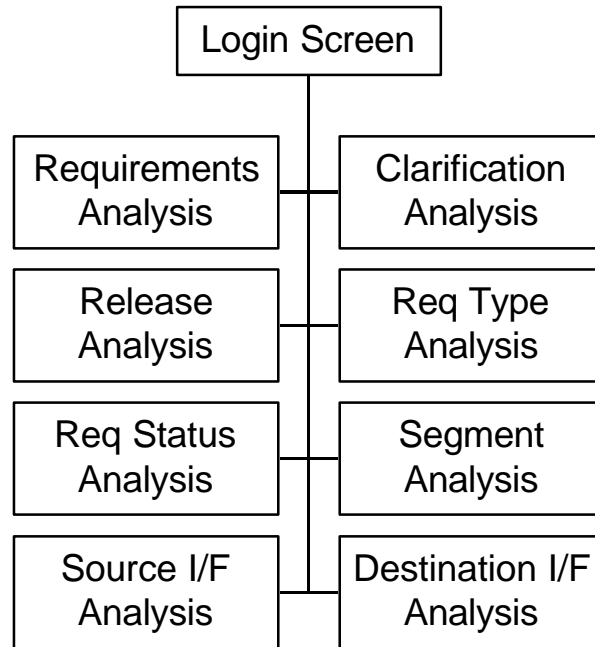 Login Screen
Requirements
Analysis
Clarification
Analysis
Release
Analysis
Req Type
Analysis
Req Status
Analysis
Segment
Analysis
Source I/F
Analysis
Destination I/F
Analysis